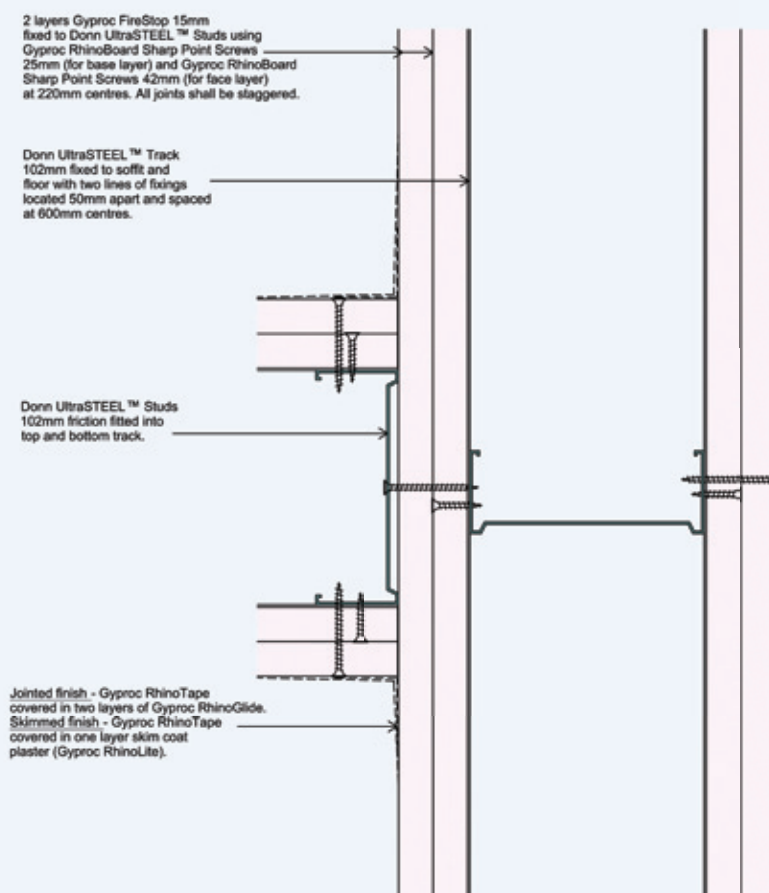 2 layers Gyproc FireStop 15mm
fixed to Donn UltraSTEEL™ Studs using
Gyproc RhinoBoard Sharp Point Screws
25mm (for base layer) and Gyproc RhinoBoard
Sharp Point Screws 42mm (for face layer)
at 220mm centres. All joints shall be staggered.
Donn UltraSTEEL™ Track
102mm fixed to soffit and
floor with two lines of fixings
located 50mm apart and spaced
at 600mm centres.
Donn UltraSTEEL™ Studs
102mm friction fitted into
top and bottom track.
Jointed finish - Gyproc RhinoTape
covered in two layers of Gyproc RhinoGlide.
Skimmed finish - Gyproc RhinoTape
covered in one layer skim coat
plaster (Gyproc RhinoLite).